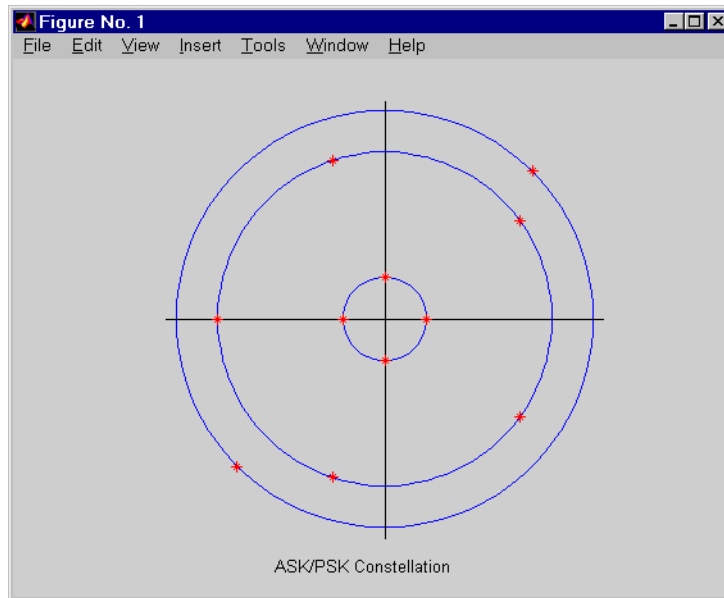 Figure No. 1
File Edit View Insert Tools Window Help
ASK/PSK Constellation